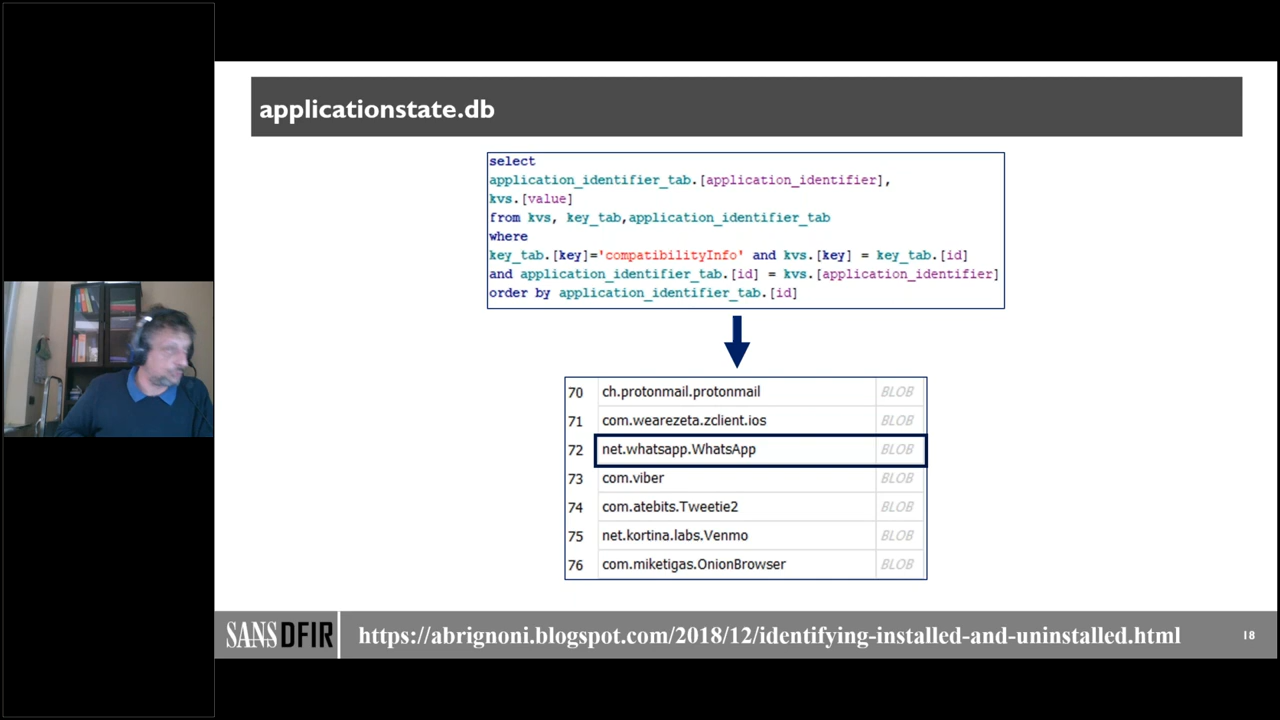 applicationstate.db
select
application_identifier_tab.[application_identifier],
kvs.[value]
from kvs, key_tab,application_identifier_tab
where
key_tab.[key]='compatibilityInfo' and kvs.[key] = key_tab.[id]
and application_identifier_tab.[id] = kvs.[application_identifier]
order by application_identifier_tab.[id]
70 ch.protonmail.protonmail BLOB
71 com.wearezeta.zclient.ios BLOB
72 net.whatsapp.WhatsApp BLOB
73 com.viber BLOB
74 com.atebits.Tweetie2 BLOB
75 net.kortina.labs.Venmo BLOB
76 com.miketigas.OnionBrowser BLOB
SANS DFIR https://abrignoni.blogspot.com/2018/12/identifying-installed-and-uninstalled.html 18